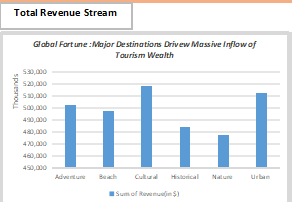 Total Revenue Stream
Global Fortune :Major Destinations Drivew Massive Inflow of
Tourism Wealth
Thousands
530,000
520,000
510,000
500,000
490,000
480,000
470,000
460,000
450,000
Adventure Beach Cultural Historical Nature Urban
Sum of Revenue(in $)